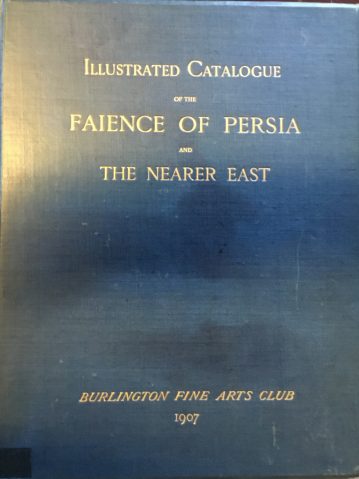 ILLUSTRATED CATALOGUE
OF THE
FAIENCE OF PERSIA
AND
THE NEARER EAST
BURLINGTON FINE ARTS CLUB
1907